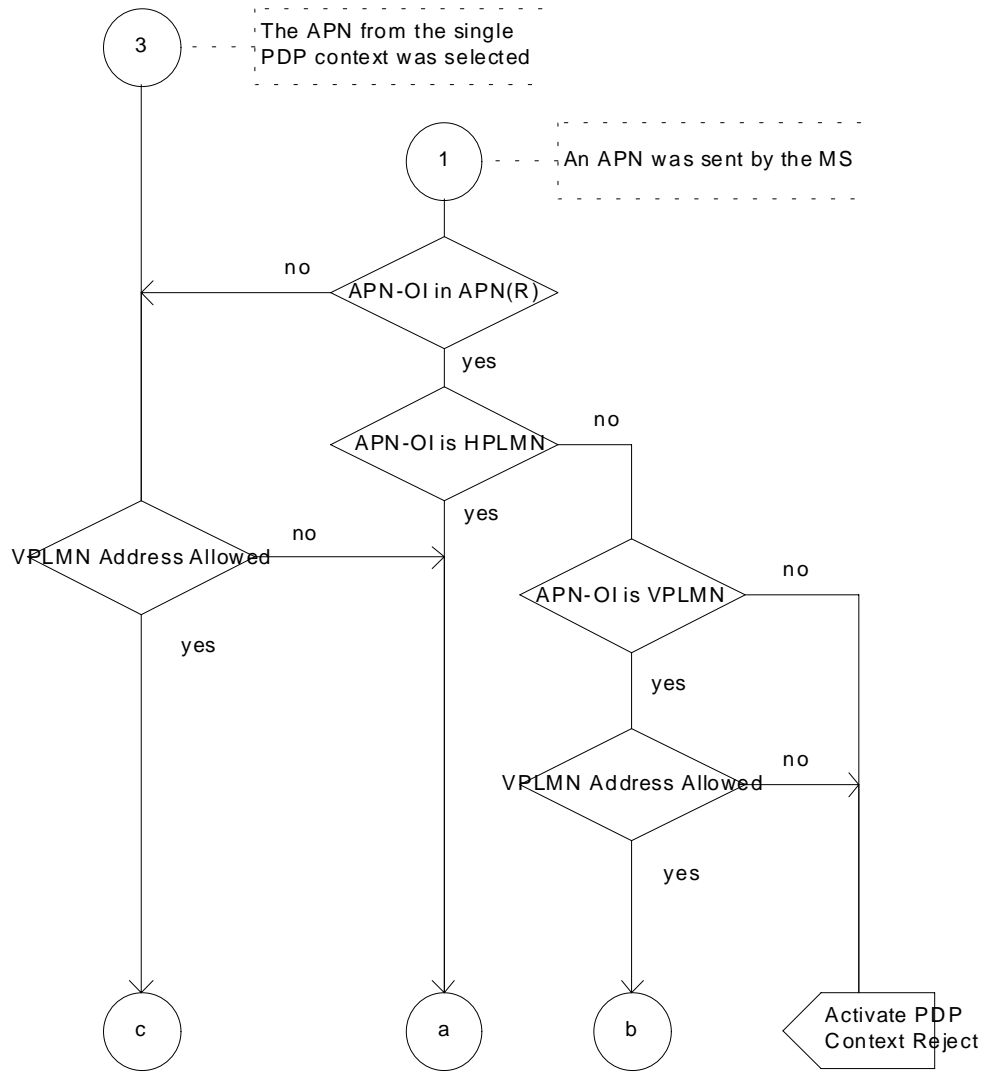 3
The APN from the single
PDP context was selected
1
An APN was sent by the MS
no
APN-OI in APN(R)
yes
no
APN-OI is HPLMN
yes
no
VPLMN Address Allowed
no
APN-OI is VPLMN
yes
yes
no
VPLMN Address Allowed
yes
c
a
b
Activate PDP
Context Reject